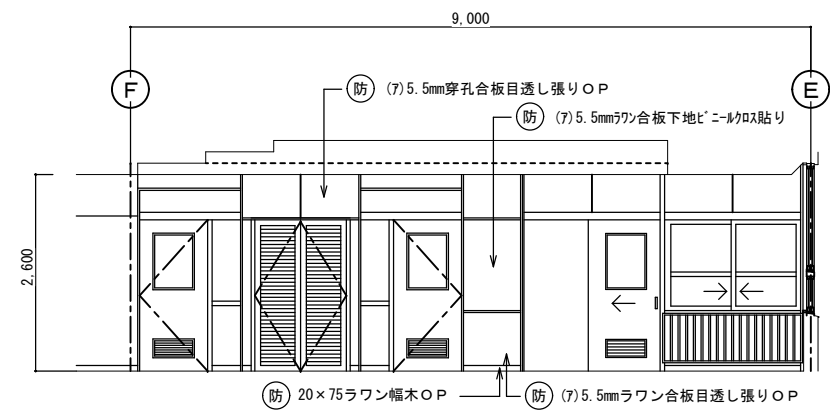 9,000
F
E
防 (ｱ)5.5mm穿孔合板目透し張りＯＰ
防 (ｱ)5.5mmﾗﾜﾝ合板下地ﾋﾞﾆｰﾙｸﾛｽ貼り
2,600
防 20×75ラワン幅木ＯＰ
防 (ｱ)5.5mmラワン合板目透し張りＯＰ